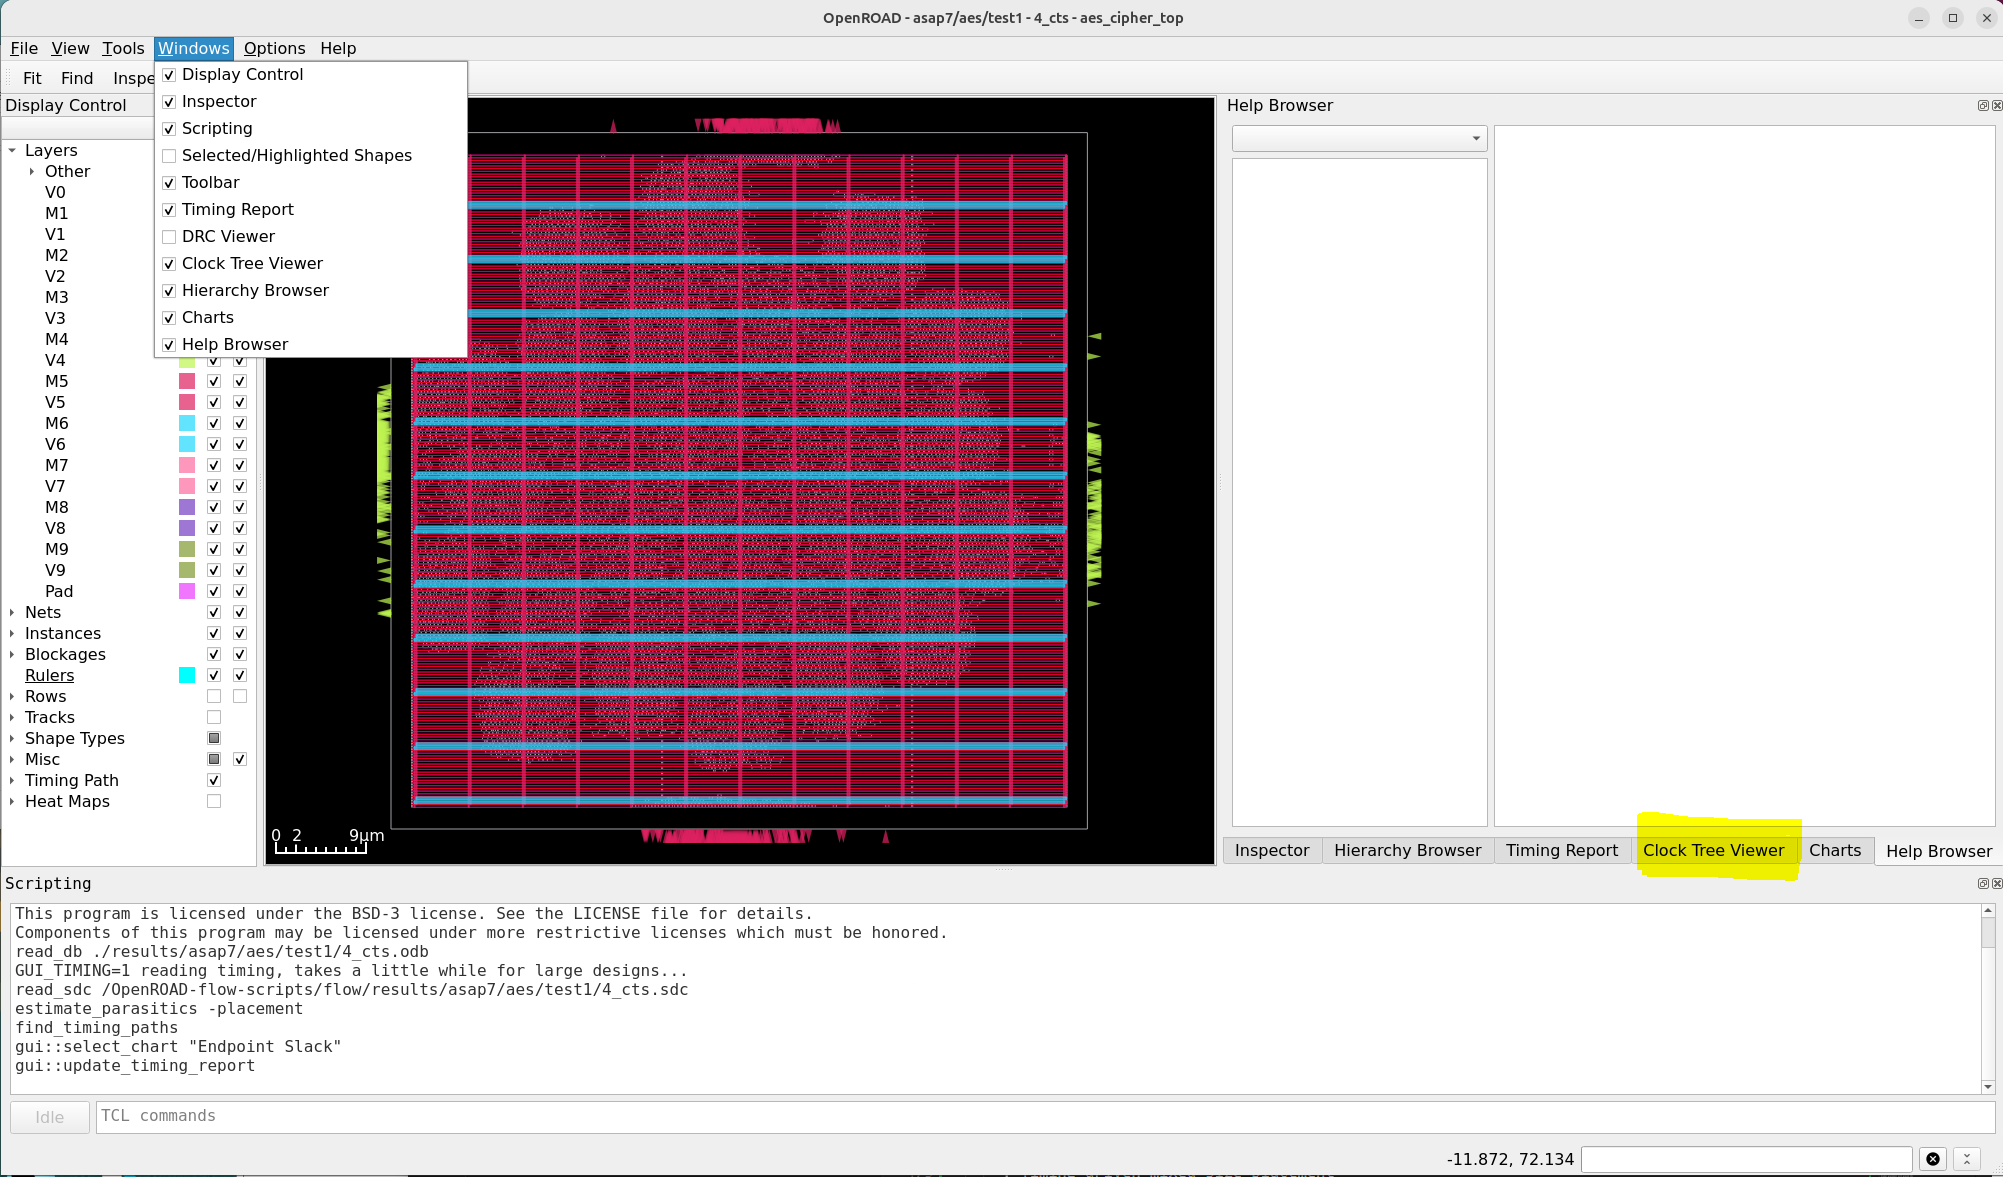 OpenROAD - asap7/aes/test1 - 4_cts - aes_cipher_top
File View Tools Windows Options Help
Fit Find Inspe
Display Control
Inspector
Scripting
Selected/Highlighted Shapes
Toolbar
Timing Report
DRC Viewer
Clock Tree Viewer
Hierarchy Browser
Charts
Help Browser
Display Control
Layers
Other
V0
M1
V1
M2
V2
M3
V3
M4
V4
M5
V5
M6
V6
M7
V7
M8
V8
M9
V9
Pad
Nets
Instances
Blockages
Rulers
Rows
Tracks
Shape Types
Misc
Timing Path
Heat Maps
0 2 9μm
Help Browser
Inspector Hierarchy Browser Timing Report Clock Tree Viewer Charts Help Browser
Scripting
This program is licensed under the BSD-3 license. See the LICENSE file for details.
Components of this program may be licensed under more restrictive licenses which must be honored.
read_db ./results/asap7/aes/test1/4_cts.odb
GUI_TIMING=1 reading timing, takes a little while for large designs...
read_sdc /OpenROAD-flow-scripts/flow/results/asap7/aes/test1/4_cts.sdc
estimate_parasitics -placement
find_timing_paths
gui::select_chart "Endpoint Slack"
gui::update_timing_report
Idle TCL commands
-11.872, 72.134